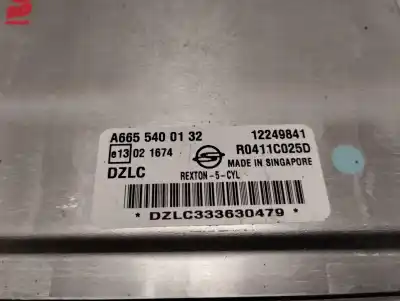 A665 540 01 32 12249841
e13 02 1674 R0411C025D
DZLC MADE IN SINGAPORE
REXTON-5-CYL
* DZLC333630479 *